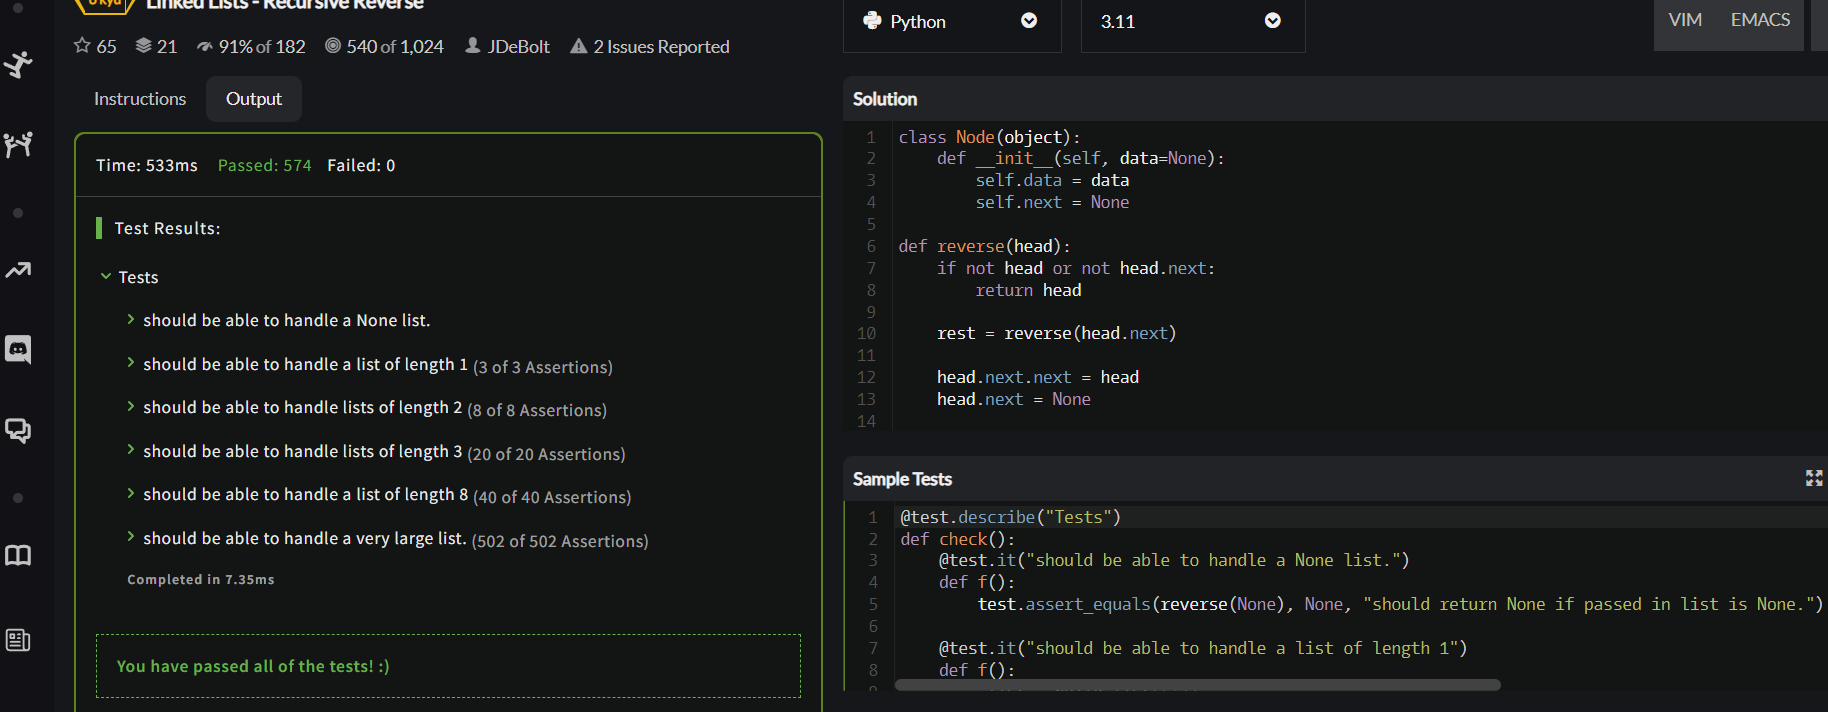 6 kyu
Linked Lists - Recursive Reverse
65 21 91% of 182 540 of 1,024 JDeBolt 2 Issues Reported
Instructions Output
Time: 533ms Passed: 574 Failed: 0
Test Results:
Tests
should be able to handle a None list.
should be able to handle a list of length 1 (3 of 3 Assertions)
should be able to handle lists of length 2 (8 of 8 Assertions)
should be able to handle lists of length 3 (20 of 20 Assertions)
should be able to handle a list of length 8 (40 of 40 Assertions)
should be able to handle a very large list. (502 of 502 Assertions)
Completed in 7.35ms
You have passed all of the tests! :)
Python 3.11 VIM EMACS
Solution
1 class Node(object):
2     def __init__(self, data=None):
3         self.data = data
4         self.next = None
5
6 def reverse(head):
7     if not head or not head.next:
8         return head
9
10     rest = reverse(head.next)
11
12     head.next.next = head
13     head.next = None
14
Sample Tests
1 @test.describe("Tests")
2 def check():
3     @test.it("should be able to handle a None list.")
4     def f():
5         test.assert_equals(reverse(None), None, "should return None if passed in list is None.")
6
7     @test.it("should be able to handle a list of length 1")
8     def f():